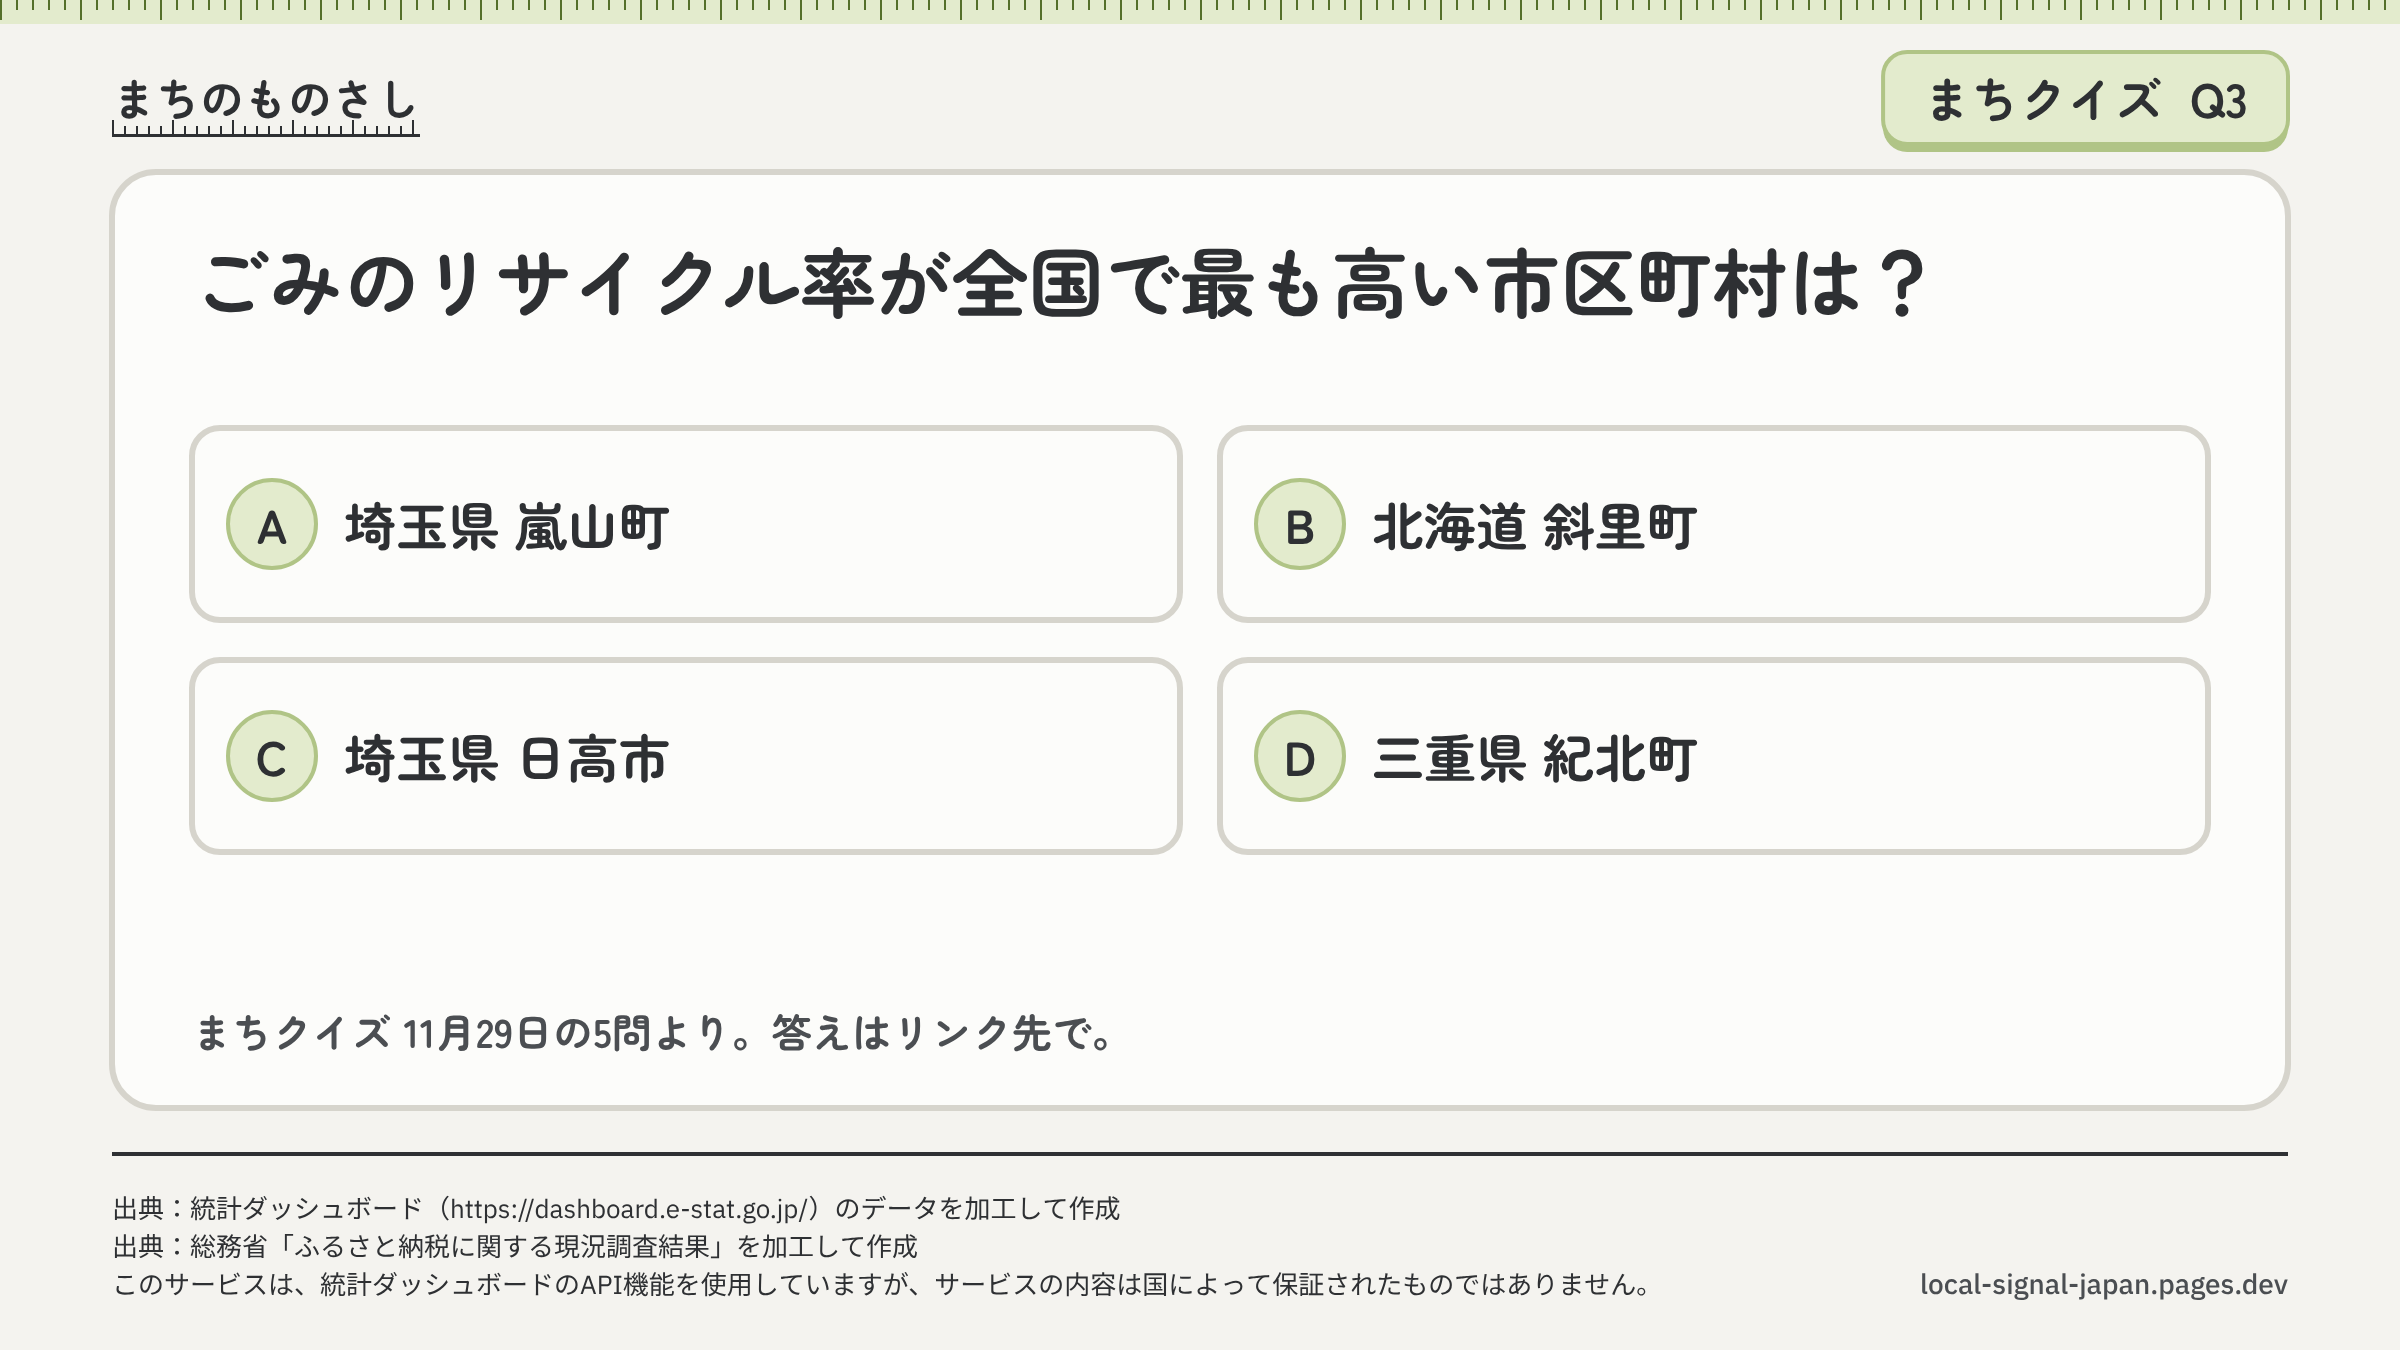 まちのものさし
まちクイズ Q3
ごみのリサイクル率が全国で最も高い市区町村は？
A 埼玉県 嵐山町
B 北海道 斜里町
C 埼玉県 日高市
D 三重県 紀北町
まちクイズ 11月29日の5問より。答えはリンク先で。
出典：統計ダッシュボード（https://dashboard.e-stat.go.jp/）のデータを加工して作成
出典：総務省「ふるさと納税に関する現況調査結果」を加工して作成
このサービスは、統計ダッシュボードのAPI機能を使用していますが、サービスの内容は国によって保証されたものではありません。
local-signal-japan.pages.dev